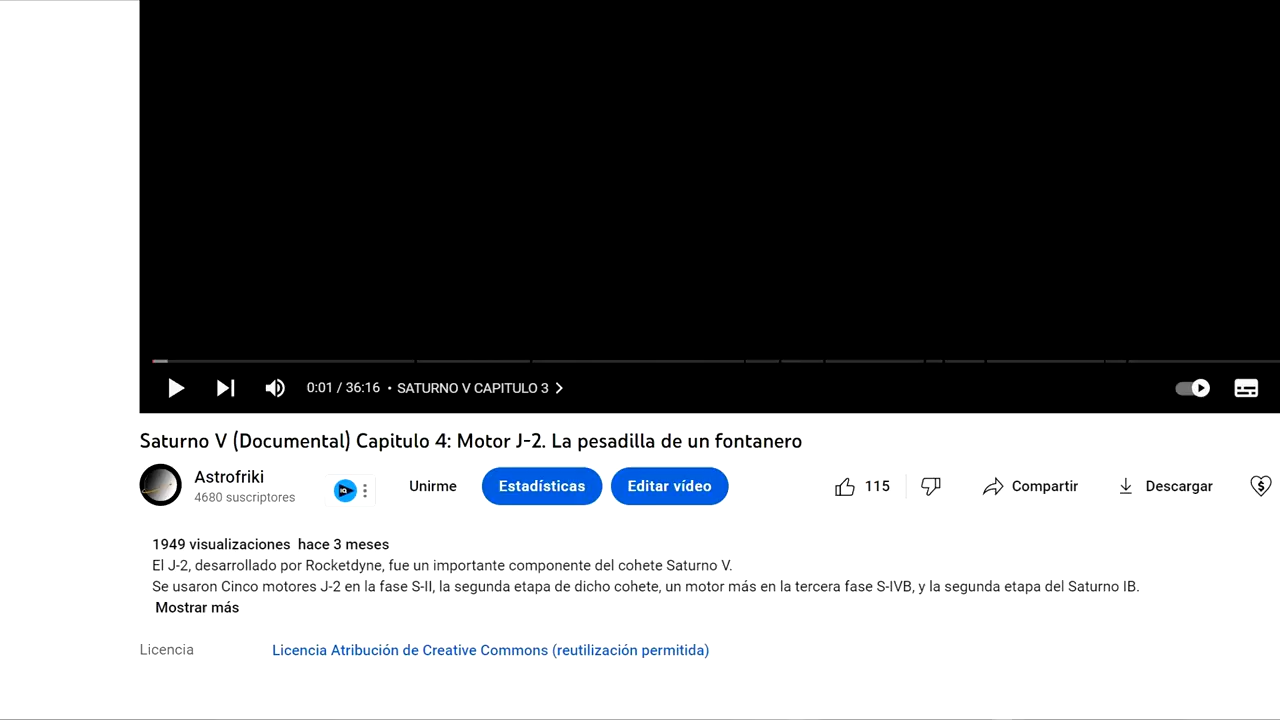 0:01 / 36:16 • SATURNO V CAPITULO 3
Saturno V (Documental) Capitulo 4: Motor J-2. La pesadilla de un fontanero
Astrofriki
4680 suscriptores
IQ
Unirme
Estadísticas
Editar vídeo
115
Compartir
Descargar
1949 visualizaciones hace 3 meses
El J-2, desarrollado por Rocketdyne, fue un importante componente del cohete Saturno V.
Se usaron Cinco motores J-2 en la fase S-II, la segunda etapa de dicho cohete, un motor más en la tercera fase S-IVB, y la segunda etapa del Saturno IB.
Mostrar más
Licencia
Licencia Atribución de Creative Commons (reutilización permitida)